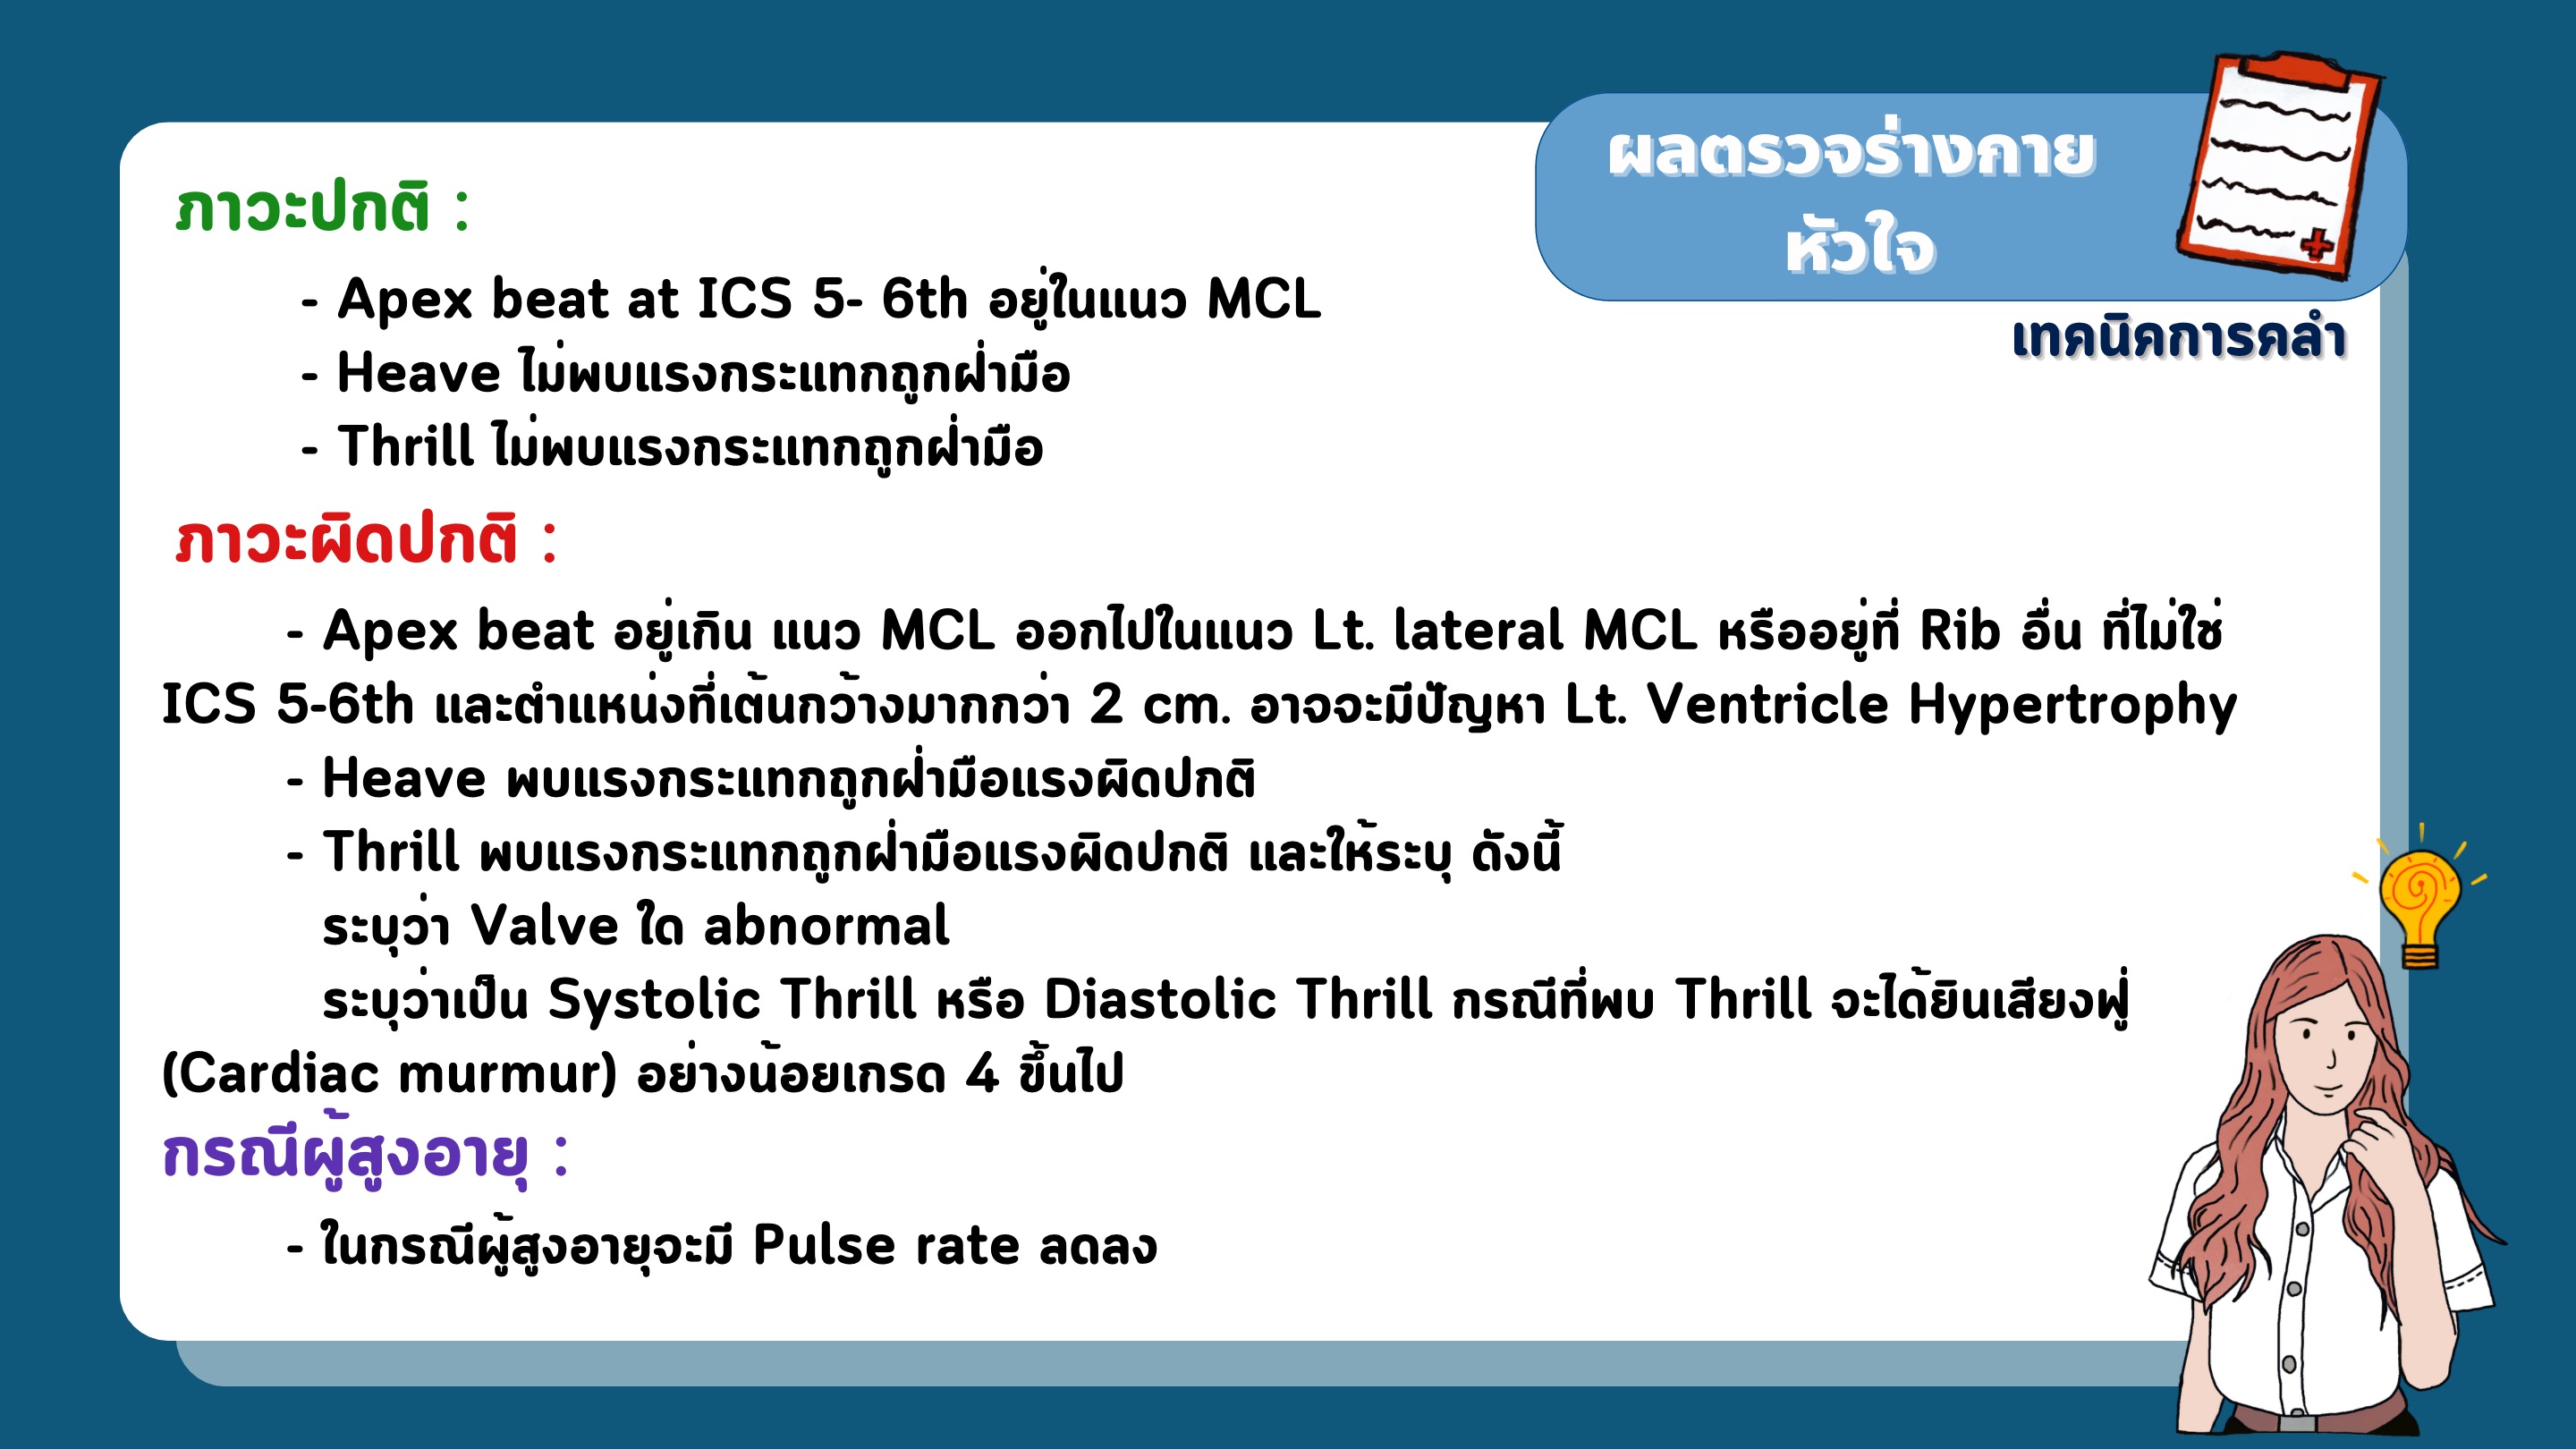 ผลตรวจร่างกาย
หัวใจ
เทคนิคการคลำ
ภาวะปกติ :
- Apex beat at ICS 5- 6th อยู่ในแนว MCL
- Heave ไม่พบแรงกระแทกถูกฝ่ามือ
- Thrill ไม่พบแรงกระแทกถูกฝ่ามือ
ภาวะผิดปกติ :
- Apex beat อยู่เกิน แนว MCL ออกไปในแนว Lt. lateral MCL หรืออยู่ที่ Rib อื่น ที่ไม่ใช่
ICS 5-6th และตำแหน่งที่เต้นกว้างมากกว่า 2 cm. อาจจะมีปัญหา Lt. Ventricle Hypertrophy
- Heave พบแรงกระแทกถูกฝ่ามือแรงผิดปกติ
- Thrill พบแรงกระแทกถูกฝ่ามือแรงผิดปกติ และให้ระบุ ดังนี้
ระบุว่า Valve ใด abnormal
ระบุว่าเป็น Systolic Thrill หรือ Diastolic Thrill กรณีที่พบ Thrill จะได้ยินเสียงฟู่
(Cardiac murmur) อย่างน้อยเกรด 4 ขึ้นไป
กรณีผู้สูงอายุ :
- ในกรณีผู้สูงอายุจะมี Pulse rate ลดลง